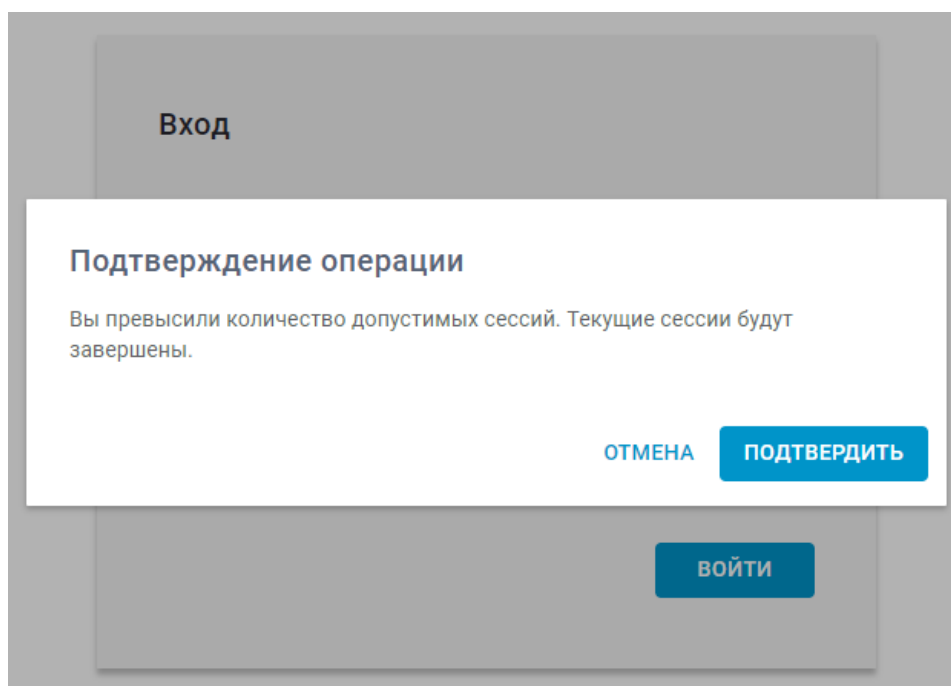 Вход
Подтверждение операции
Вы превысили количество допустимых сессий. Текущие сессии будут
завершены.
ОТМЕНА
ПОДТВЕРДИТЬ
ВОЙТИ